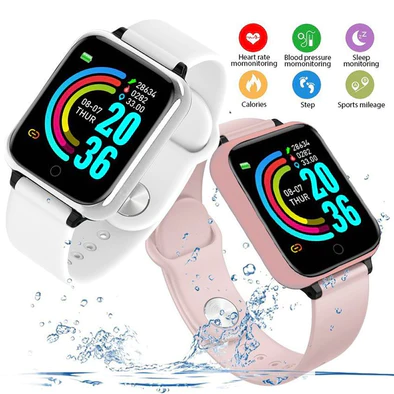 Heart rate
momonitoring
Blood pressure
momonitoring
Sleep
monitoring
Calories
Step
Sports mileage
28634
0282
33.00
08-07
THUR
20
36
28634
0282
33.00
08-07
THUR
20
36